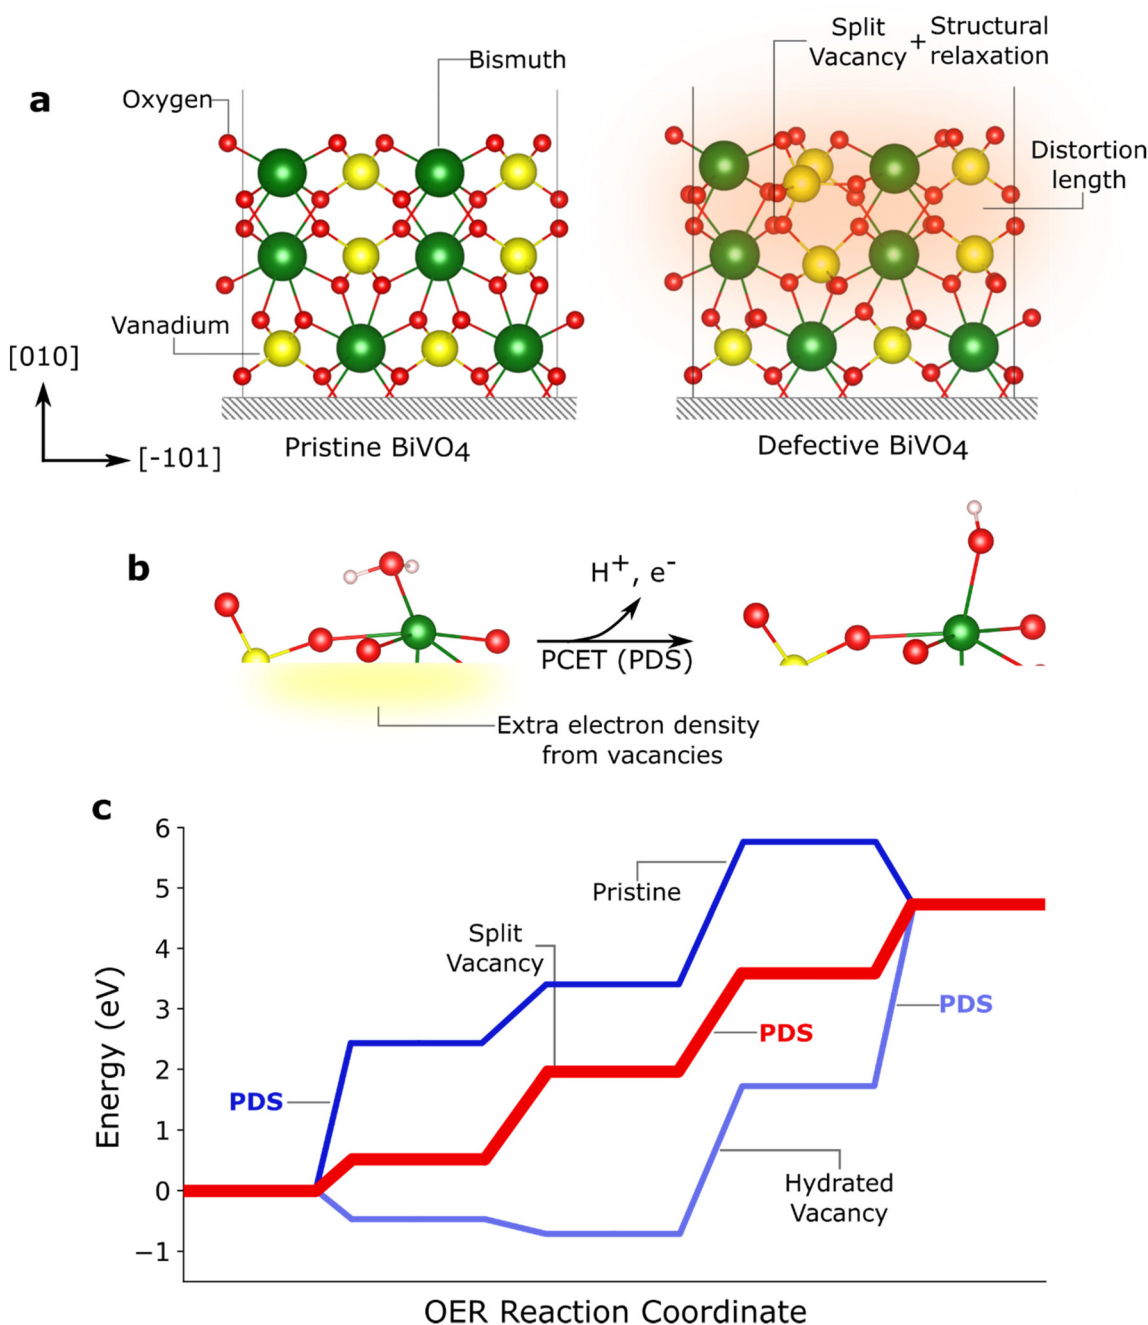 a
Oxygen
Bismuth
Vanadium
[010]
[-101]
Pristine BiVO4
Split
Vacancy
+
Structural
relaxation
Distortion
length
Defective BiVO4
b
H+, e-
PCET (PDS)
Extra electron density
from vacancies
c
6
5
4
3
2
1
0
−1
Energy (eV)
Pristine
Split
Vacancy
PDS
PDS
PDS
Hydrated
Vacancy
OER Reaction Coordinate